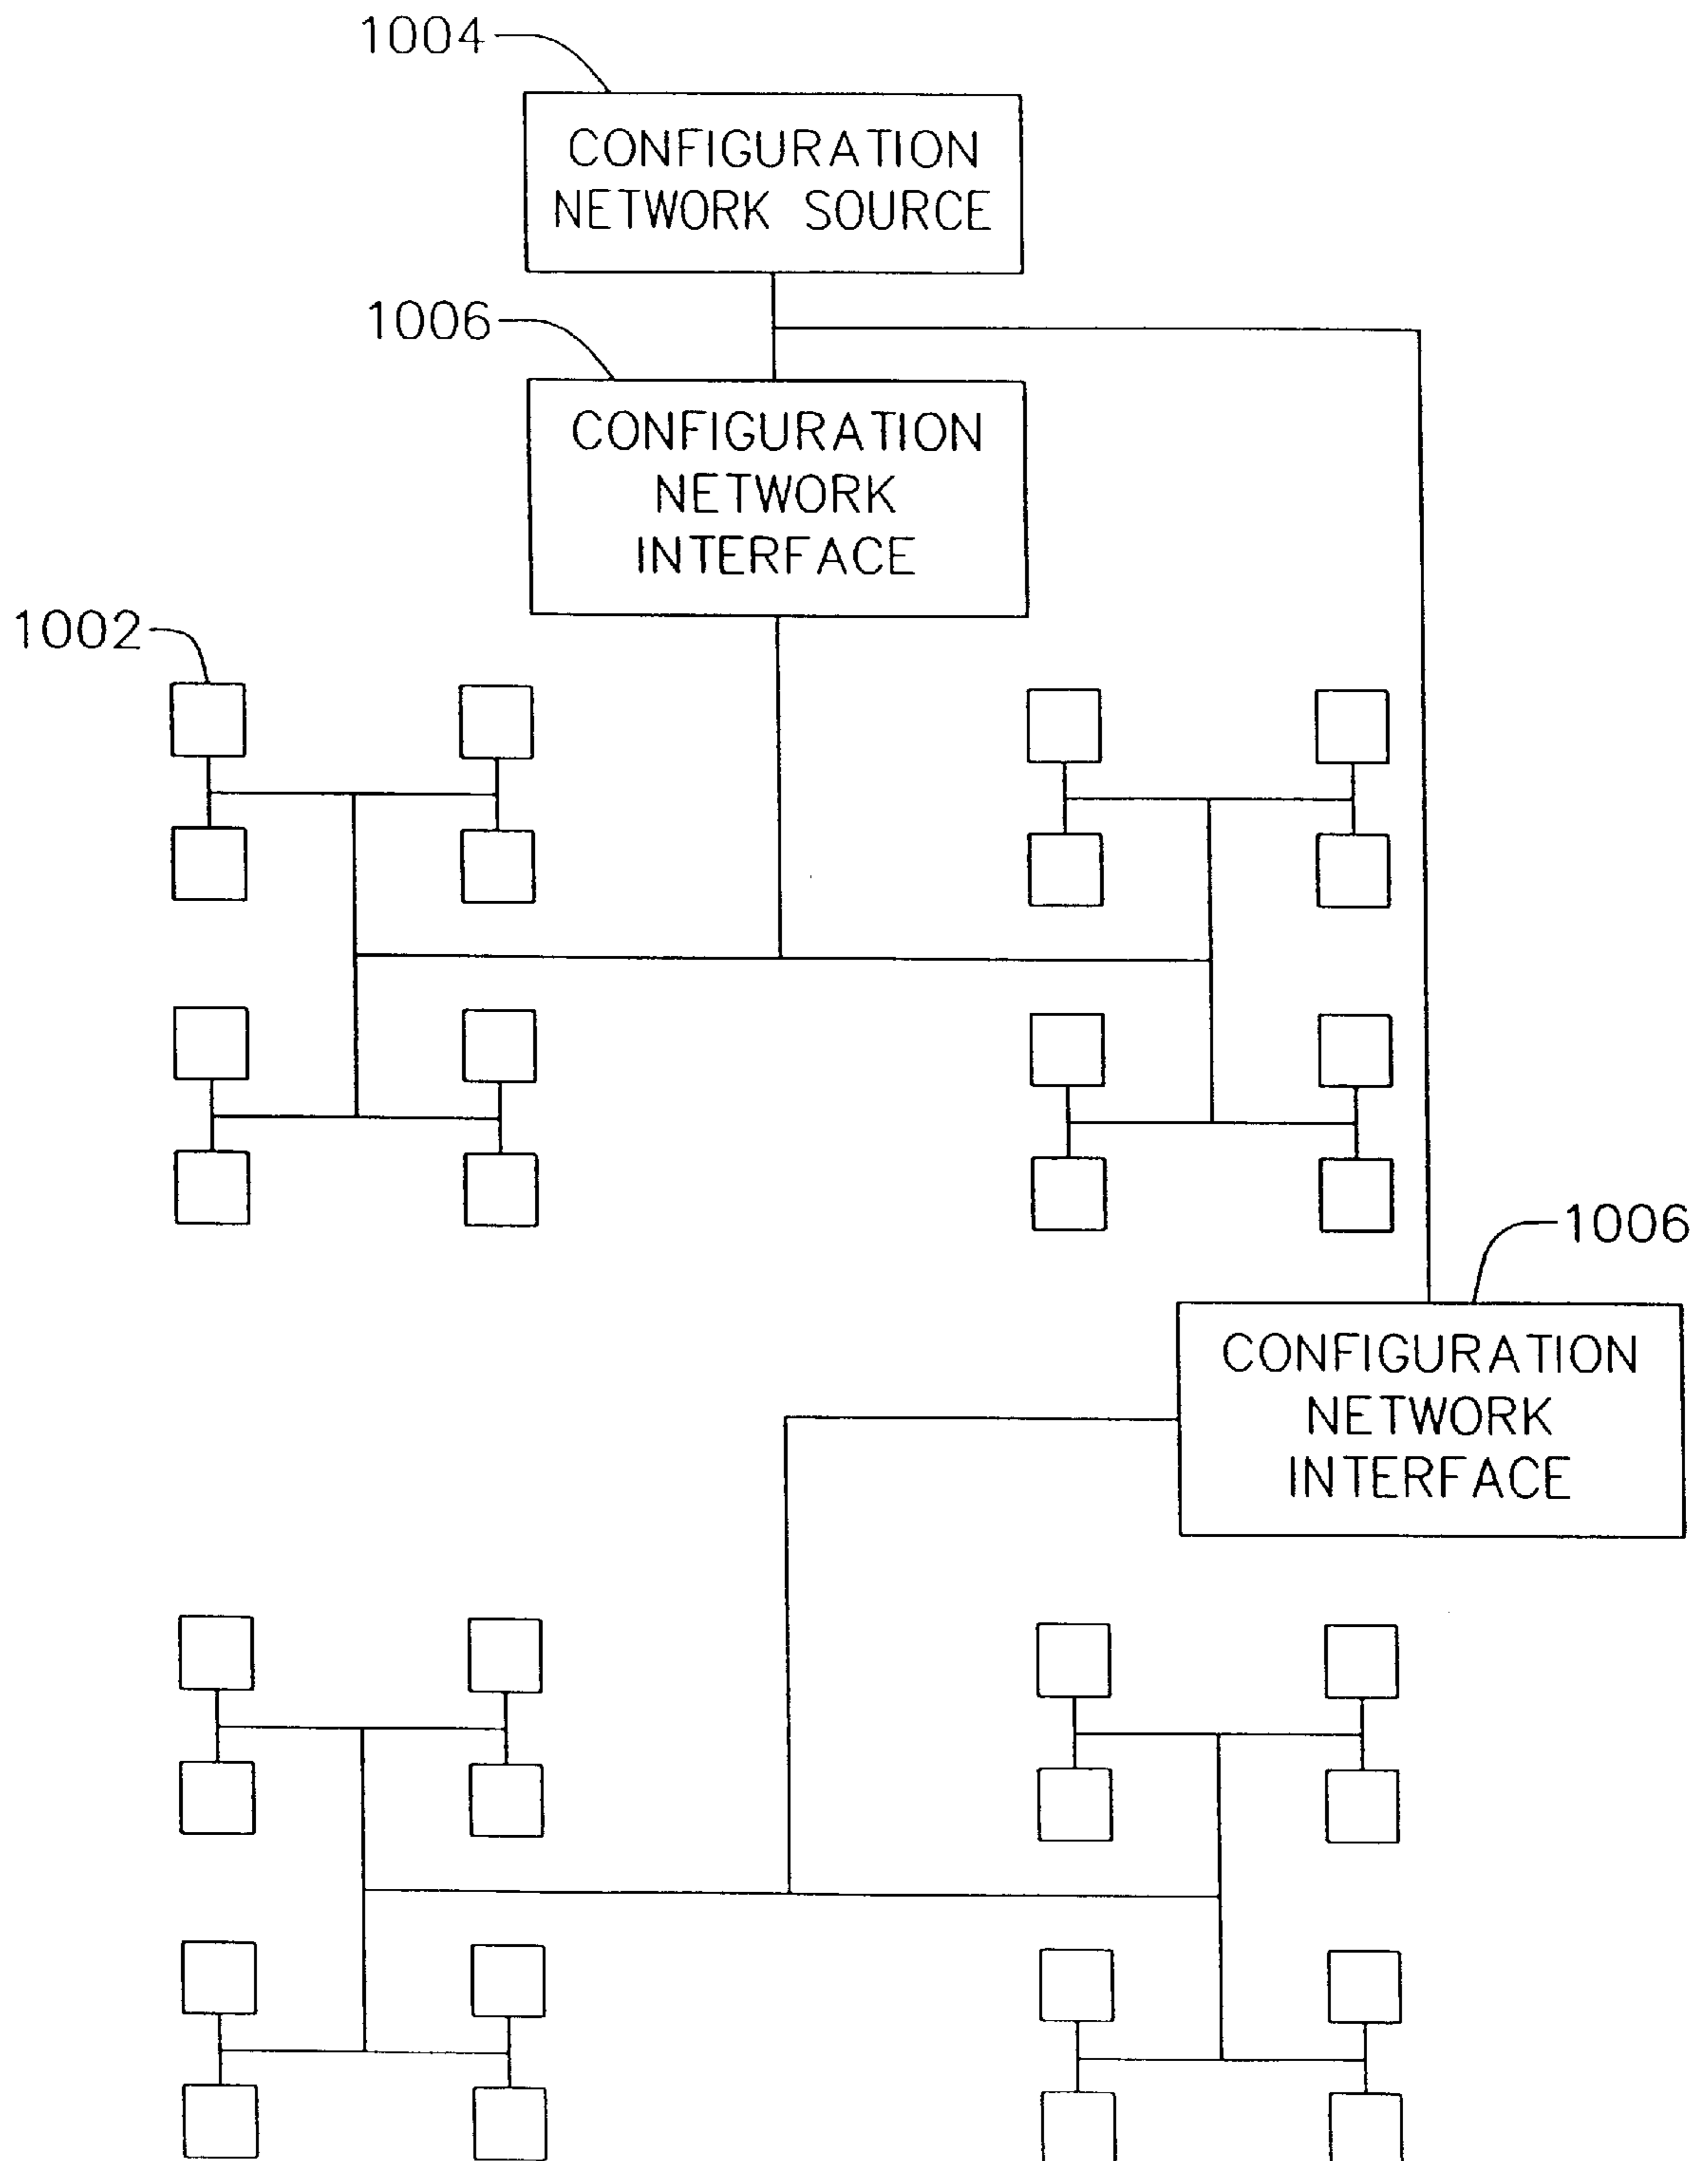 1004
CONFIGURATION
NETWORK SOURCE
1006
CONFIGURATION
NETWORK
INTERFACE
1002
1006
CONFIGURATION
NETWORK
INTERFACE